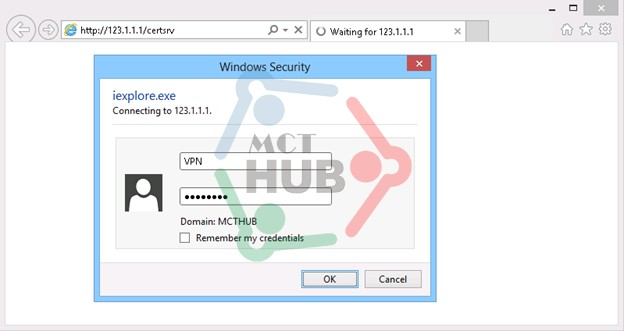 http://123.1.1.1/certsrv
Waiting for 123.1.1.1
Windows Security
iexplore.exe
Connecting to 123.1.1.1.
MCT
HUB
VPN
••••••••
Domain: MCTHUB
Remember my credentials
OK
Cancel